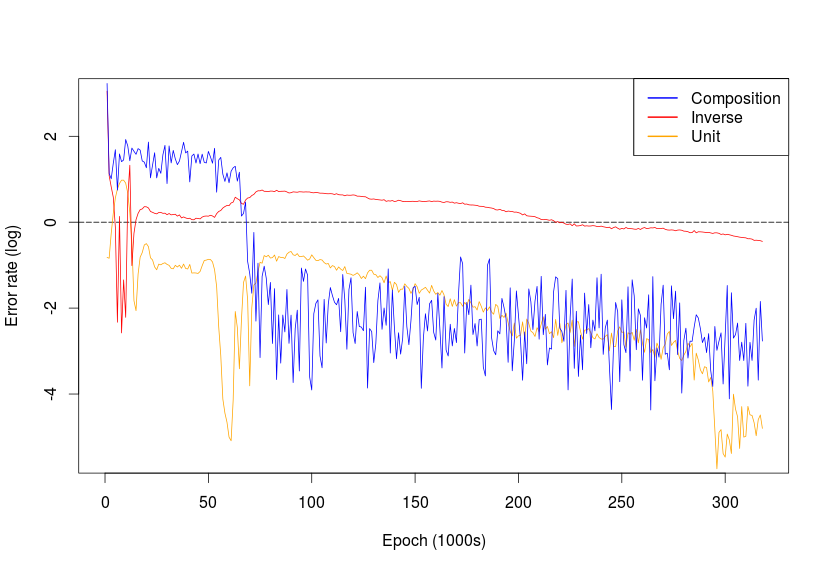 Composition
Inverse
Unit
Error rate (log)
2
0
-2
-4
0
50
100
150
200
250
300
Epoch (1000s)